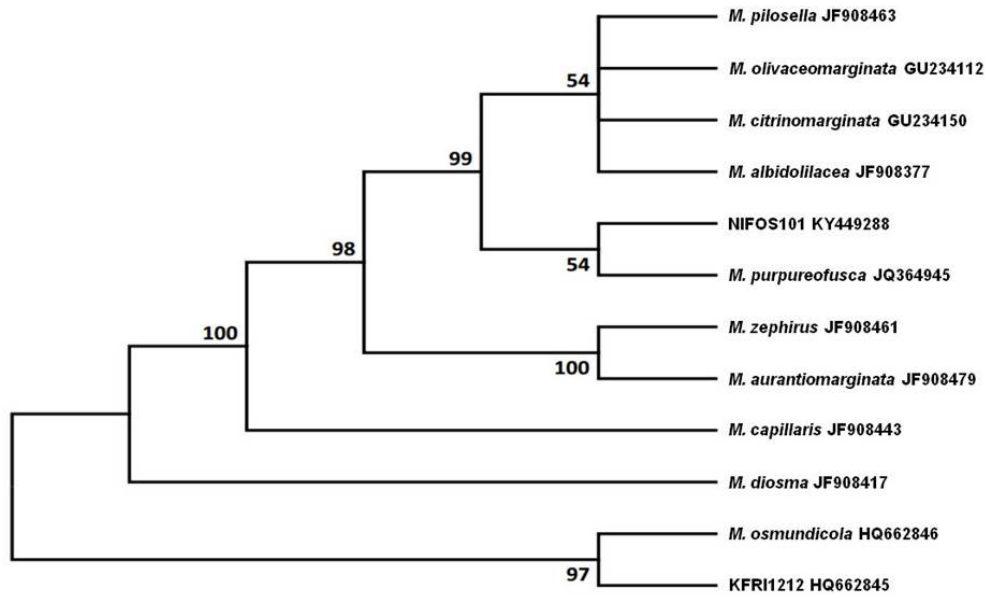 M. pilosella JF908463
54
M. olivaceomarginata GU234112
M. citrinomarginata GU234150
99
M. albidolilacea JF908377
NIFOS101 KY449288
98
54
M. purpureofusca JQ364945
100
M. zephirus JF908461
100
M. aurantiomarginata JF908479
M. capillaris JF908443
M. diosma JF908417
M. osmundicola HQ662846
97
KFRI1212 HQ662845